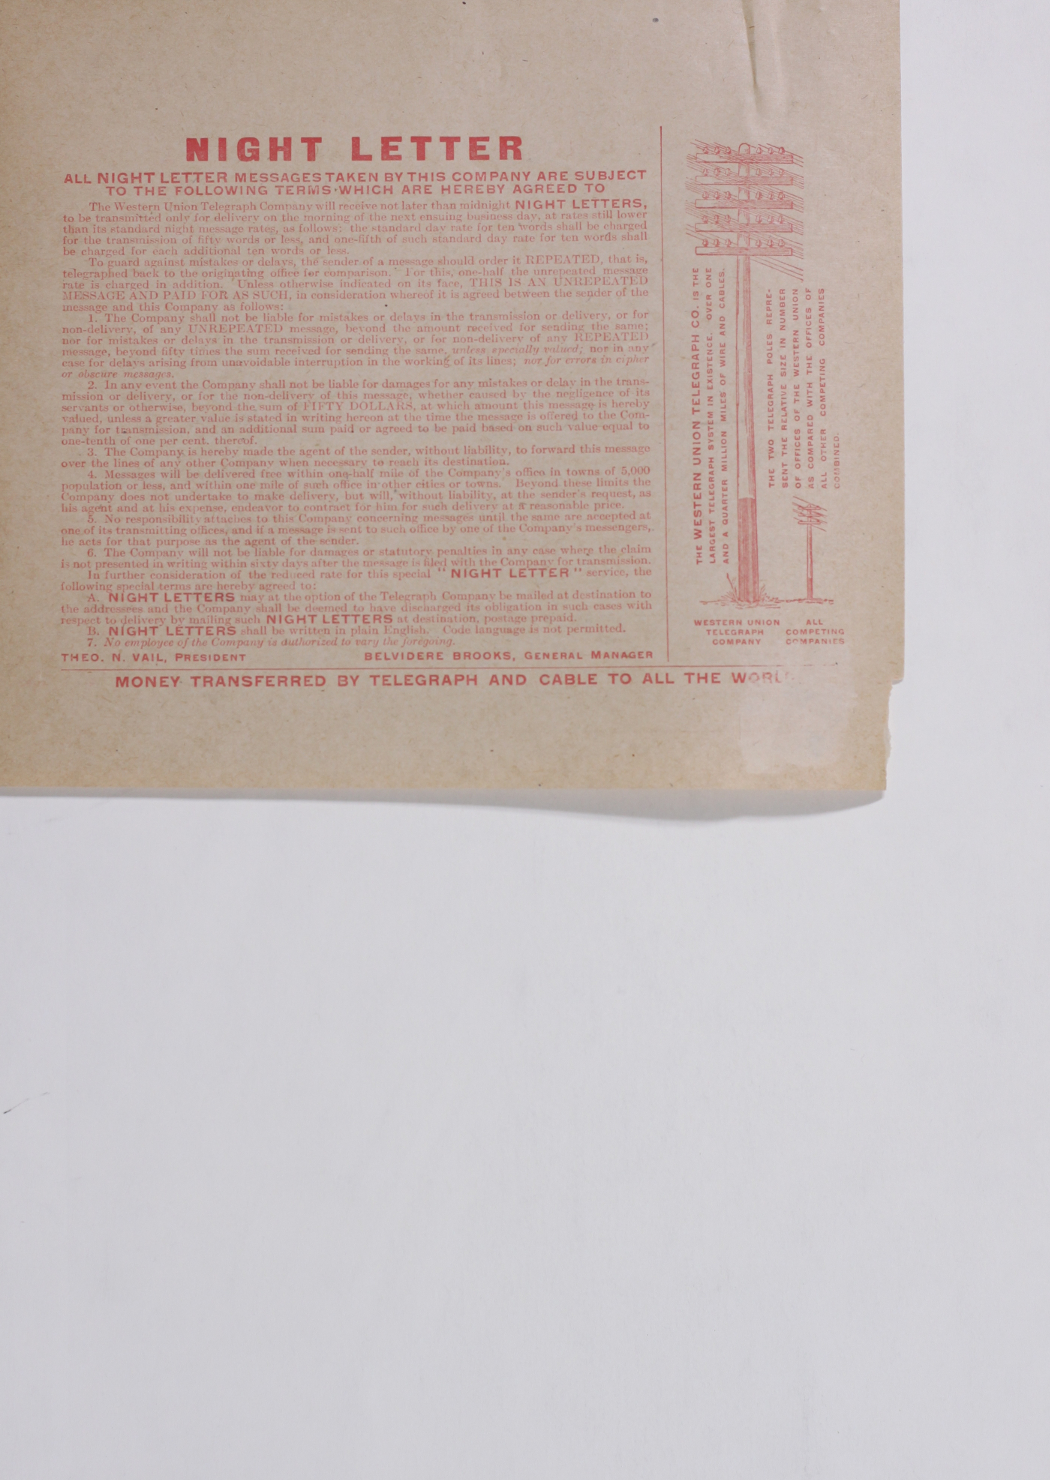 NIGHT LETTER
ALL NIGHT LETTER MESSAGES TAKEN BY THIS COMPANY ARE SUBJECT
TO THE FOLLOWING TERMS WHICH ARE HEREBY AGREED TO
The Western Union Telegraph Company will receive not later than midnight NIGHT LETTERS,
to be transmitted only for delivery on the morning of the next ensuing business day, at rates still lower
than its standard night message rates, as follows: the standard day rate for ten words shall be charged
for the transmission of fifty words or less, and one-fifth of such standard day rate for ten words shall
be charged for each additional ten words or less.
To guard against mistakes or delays, the sender of a message should order it REPEATED, that is,
telegraphed back to the originating office for comparison. For this, one-half the unrepeated message
rate is charged in addition. Unless otherwise indicated on its face, THIS IS AN UNREPEATED
MESSAGE AND PAID FOR AS SUCH, in consideration whereof it is agreed between the sender of the
message and this Company as follows:
1. The Company shall not be liable for mistakes or delays in the transmission or delivery, or for
non-delivery, of any UNREPEATED message, beyond the amount received for sending the same;
nor for mistakes or delays in the transmission or delivery, or for non-delivery of any REPEATED
message, beyond fifty times the sum received for sending the same, unless specially valued; nor in any
case for delays arising from unavoidable interruption in the working of its lines; nor for errors in cipher
or obscure messages.
2. In any event the Company shall not be liable for damages for any mistakes or delay in the trans-
mission or delivery, or for the non-delivery of this message, whether caused by the negligence of its
servants or otherwise, beyond the sum of FIFTY DOLLARS, at which amount this message is hereby
valued, unless a greater value is stated in writing hereon at the time the message is offered to the Com-
pany for transmission, and an additional sum paid or agreed to be paid based on such value equal to
one-tenth of one per cent. thereof.
3. The Company is hereby made the agent of the sender, without liability, to forward this message
over the lines of any other Company when necessary to reach its destination.
4. Messages will be delivered free within one-half mile of the Company's office in towns of 5,000
population or less, and within one mile of such office in other cities or towns. Beyond these limits the
Company does not undertake to make delivery, but will, without liability, at the sender's request, as
his agent and at his expense, endeavor to contract for him for such delivery at a reasonable price.
5. No responsibility attaches to this Company concerning messages until the same are accepted at
one of its transmitting offices, and if a message is sent to such office by one of the Company's messengers,
he acts for that purpose as the agent of the sender.
6. The Company will not be liable for damages or statutory penalties in any case where the claim
is not presented in writing within sixty days after the message is filed with the Company for transmission.
In further consideration of the reduced rate for this special "NIGHT LETTER" service, the
following special terms are hereby agreed to:
A. NIGHT LETTERS may at the option of the Telegraph Company be mailed at destination to
the addressees and the Company shall be deemed to have discharged its obligation in such cases with
respect to delivery by mailing such NIGHT LETTERS at destination, postage prepaid.
B. NIGHT LETTERS shall be written in plain English. Code language is not permitted.
7. No employee of the Company is authorized to vary the foregoing.
THEO. N. VAIL, PRESIDENT BELVIDERE BROOKS, GENERAL MANAGER
MONEY TRANSFERRED BY TELEGRAPH AND CABLE TO ALL THE WORL
THE WESTERN UNION TELEGRAPH CO. IS THE
LARGEST TELEGRAPH SYSTEM IN EXISTENCE. OVER ONE
AND A QUARTER MILLION MILES OF WIRE AND CABLES.
THE TWO TELEGRAPH POLES REPRE-
SENT THE RELATIVE SIZE IN NUMBER
OF OFFICES OF THE WESTERN UNION
AS COMPARED WITH THE OFFICES OF
ALL OTHER COMPETING COMPANIES
COMBINED.
WESTERN UNION
TELEGRAPH
COMPANY
ALL
COMPETING
COMPANIES